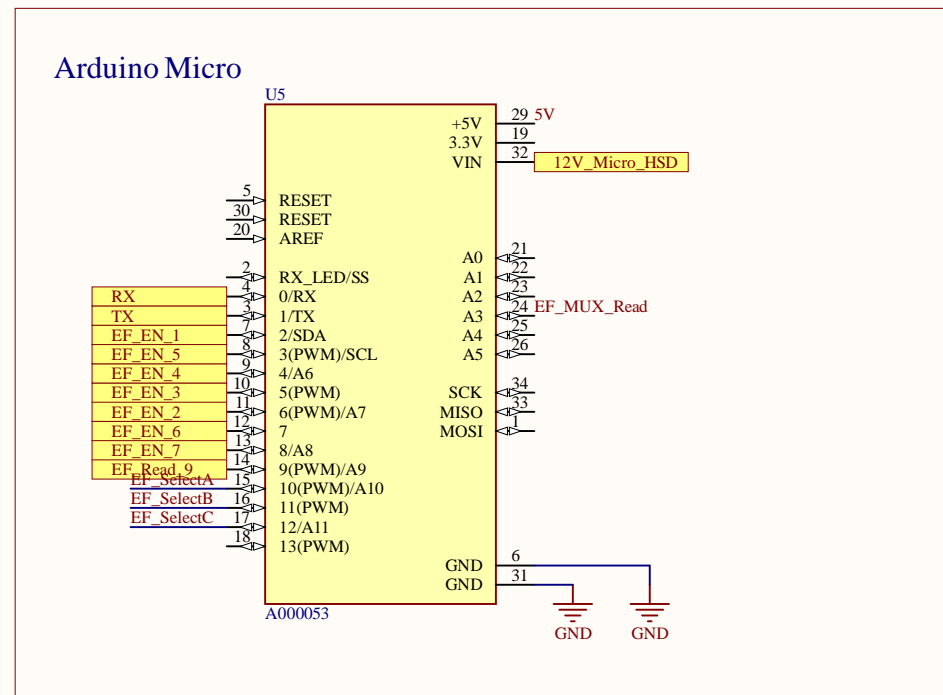 Arduino Micro
U5
+5V 29 5V
3.3V 19
VIN 32 12V_Micro_HSD
5 RESET
30 RESET
20 AREF
A0 21
2 RX_LED/SS A1 22
RX 4 0/RX A2 23
TX 3 1/TX A3 24 EF_MUX_Read
EF_EN_1 7 2/SDA A4 25
EF_EN_5 8 3(PWM)/SCL A5 26
EF_EN_4 9 4/A6
EF_EN_3 10 5(PWM) SCK 34
EF_EN_2 11 6(PWM)/A7 MISO 33
EF_EN_6 12 7 MOSI 1
EF_EN_7 13 8/A8
EF_Read_9 14 9(PWM)/A9
EF_SelectA 15 10(PWM)/A10
EF_SelectB 16 11(PWM)
EF_SelectC 17 12/A11
18 13(PWM)
GND 6
GND 31
A000053
GND GND